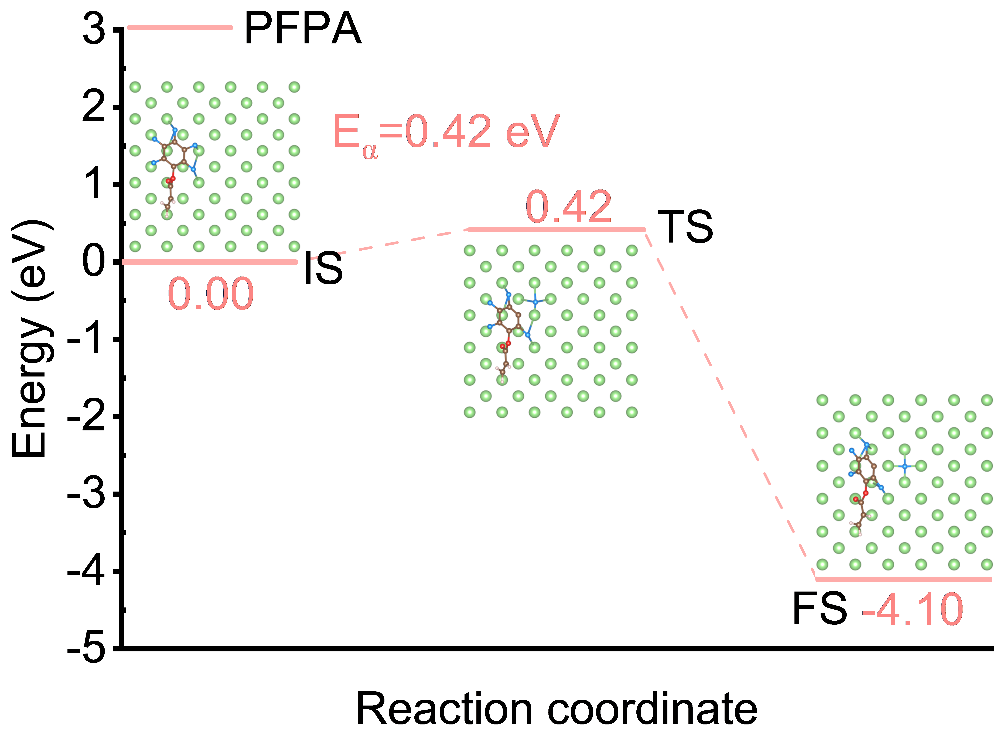 3
PFPA
2
E𝛼=0.42 eV
1
0.42
TS
0
IS
0.00
Energy (eV)
-1
-2
-3
-4
FS -4.10
-5
Reaction coordinate